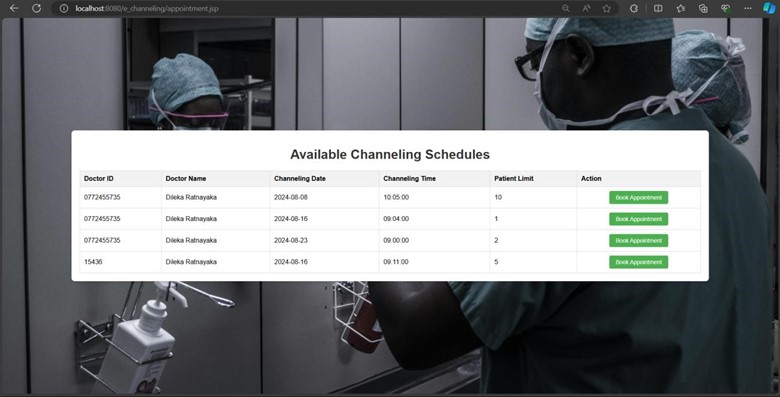 localhost:8080/e_channeling/appointment.jsp
Available Channeling Schedules
Doctor ID Doctor Name Channeling Date Channeling Time Patient Limit Action
0772455735 Dileka Ratnayaka 2024-08-08 10:05:00 10 Book Appointment
0772455735 Dileka Ratnayaka 2024-08-16 09:04:00 1 Book Appointment
0772455735 Dileka Ratnayaka 2024-08-23 09:00:00 2 Book Appointment
15436 Dileka Ratnayaka 2024-08-16 09:11:00 5 Book Appointment